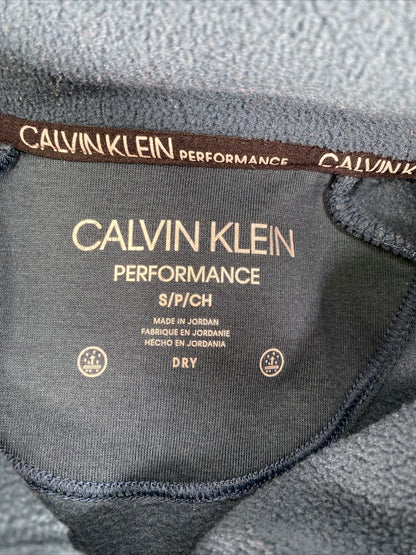 CALVIN KLEIN PERFORMANCE CALVIN KLEIN
CALVIN KLEIN
PERFORMANCE
S/P/CH
MADE IN JORDAN
FABRIQUE EN JORDANIE
HECHO EN JORDANIA
DRY